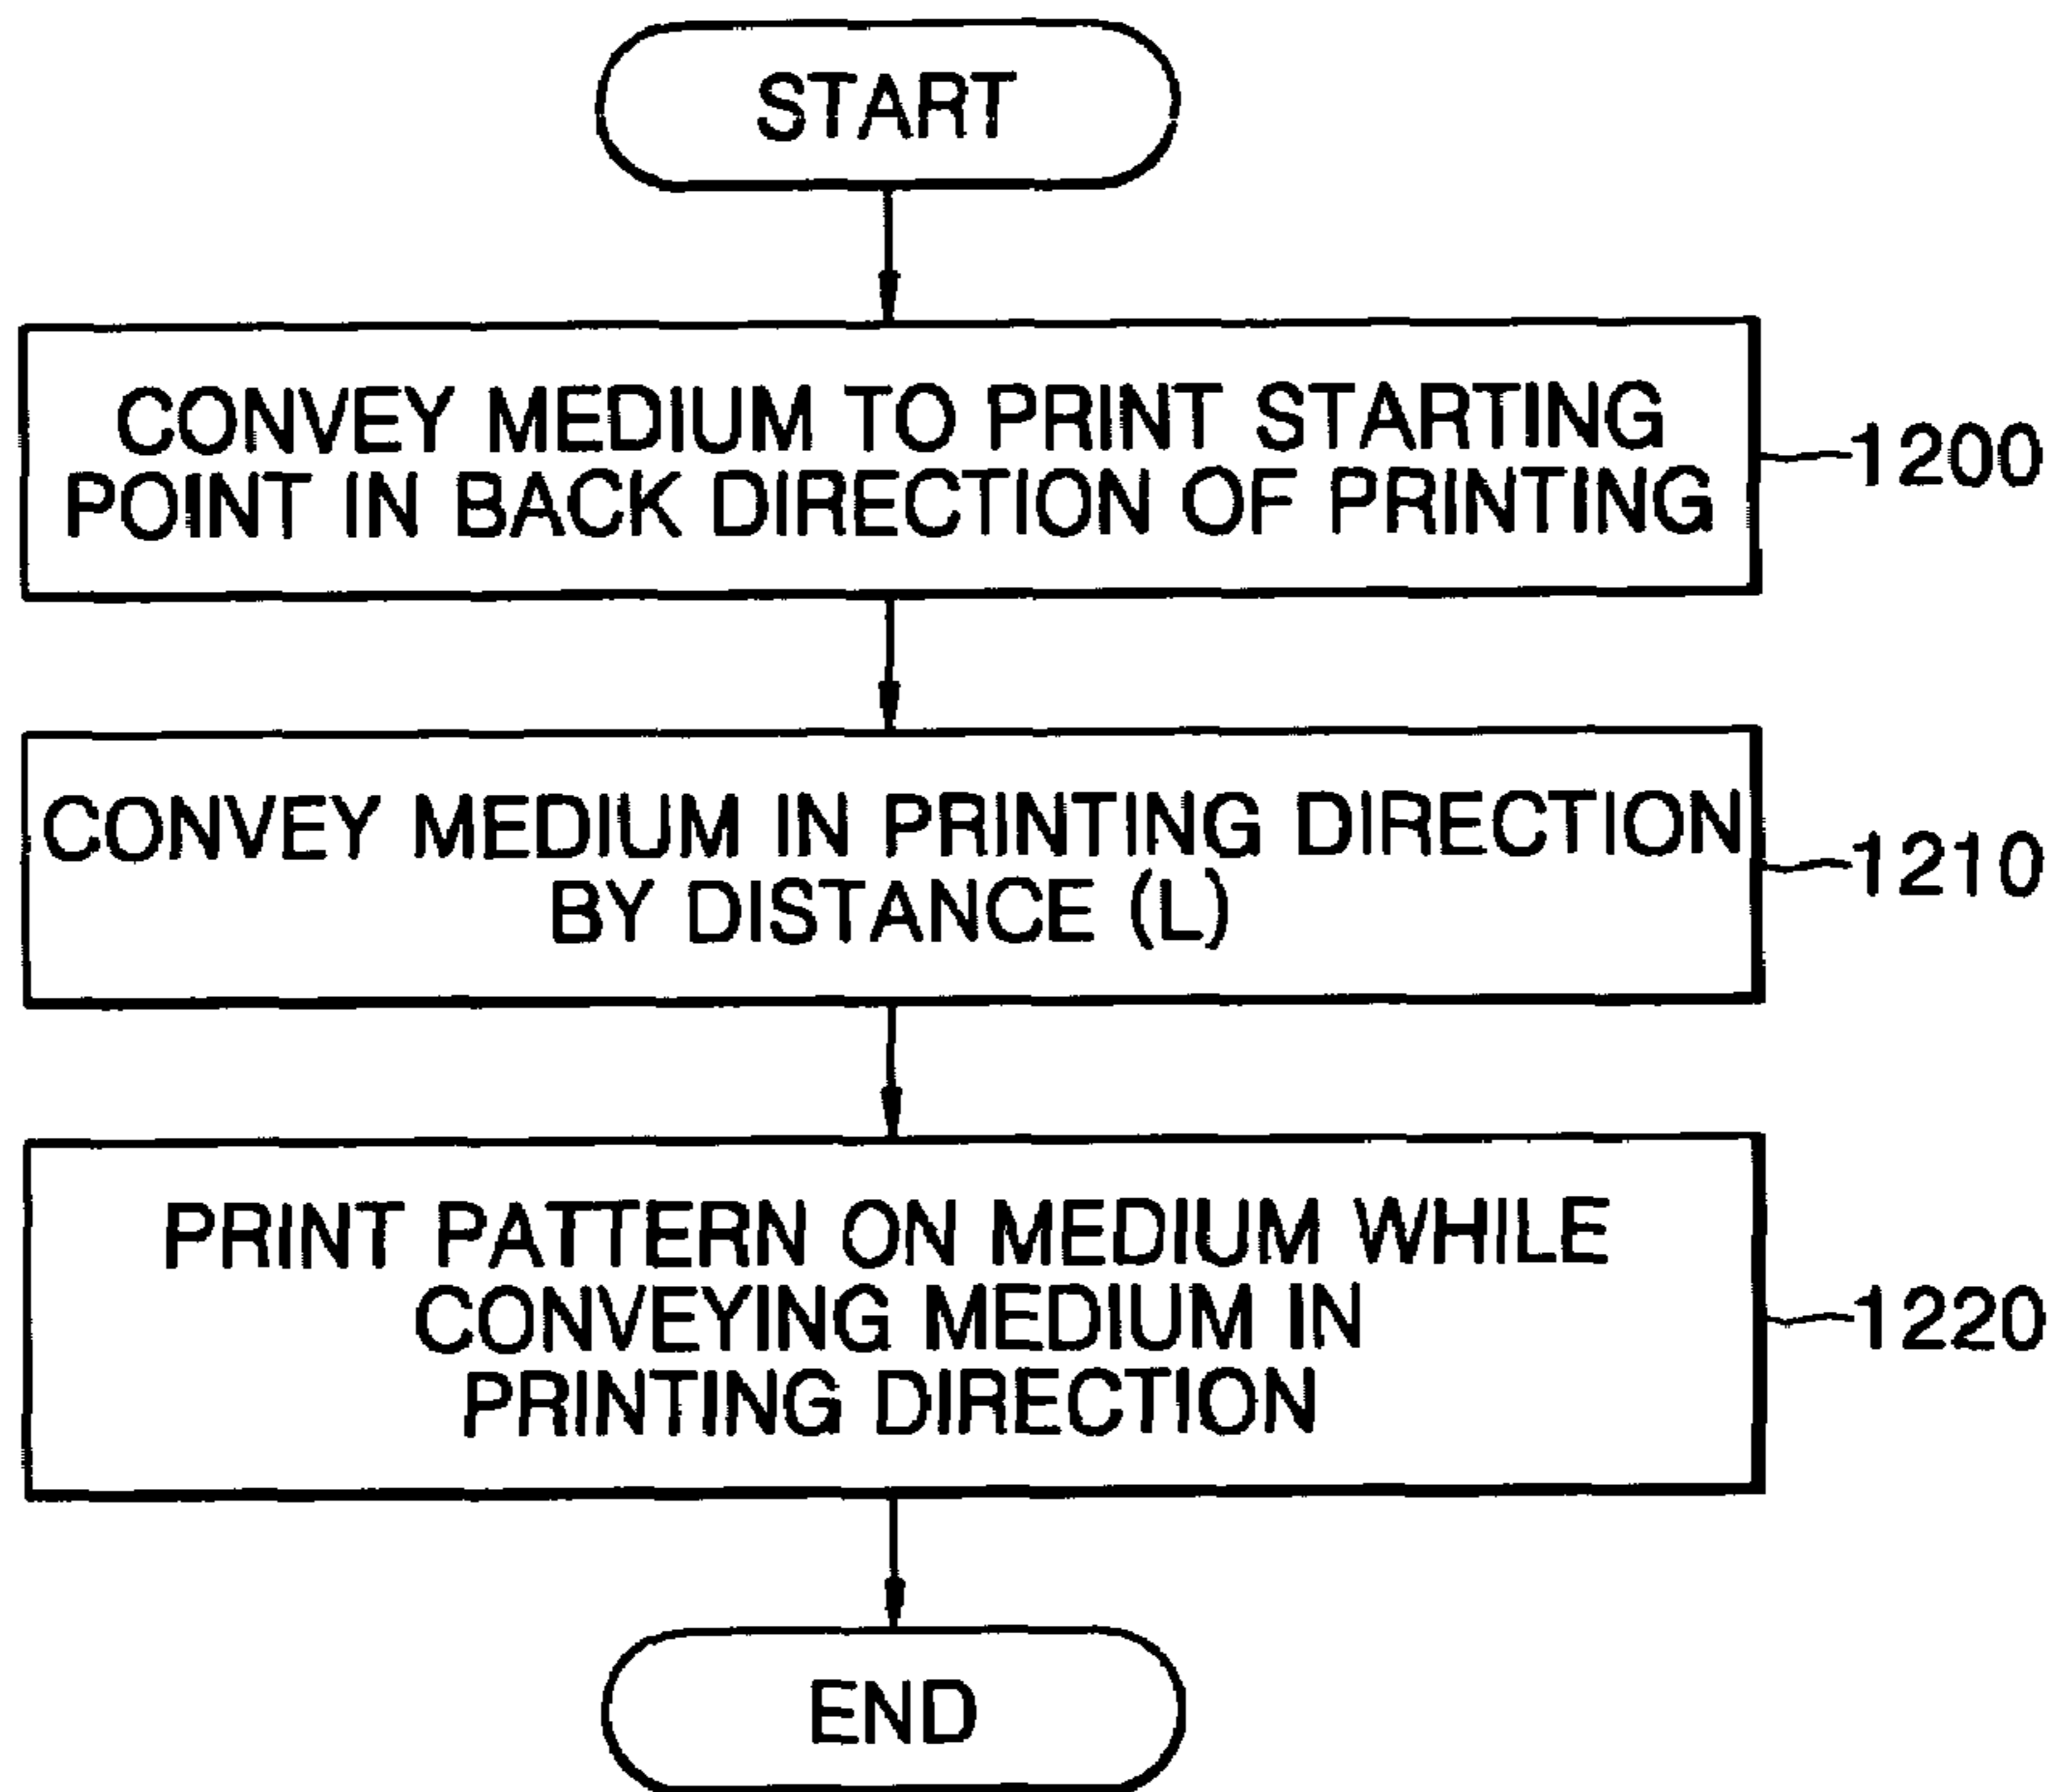 START
CONVEY MEDIUM TO PRINT STARTING
POINT IN BACK DIRECTION OF PRINTING
1200
CONVEY MEDIUM IN PRINTING DIRECTION
BY DISTANCE (L)
1210
PRINT PATTERN ON MEDIUM WHILE
CONVEYING MEDIUM IN
PRINTING DIRECTION
1220
END